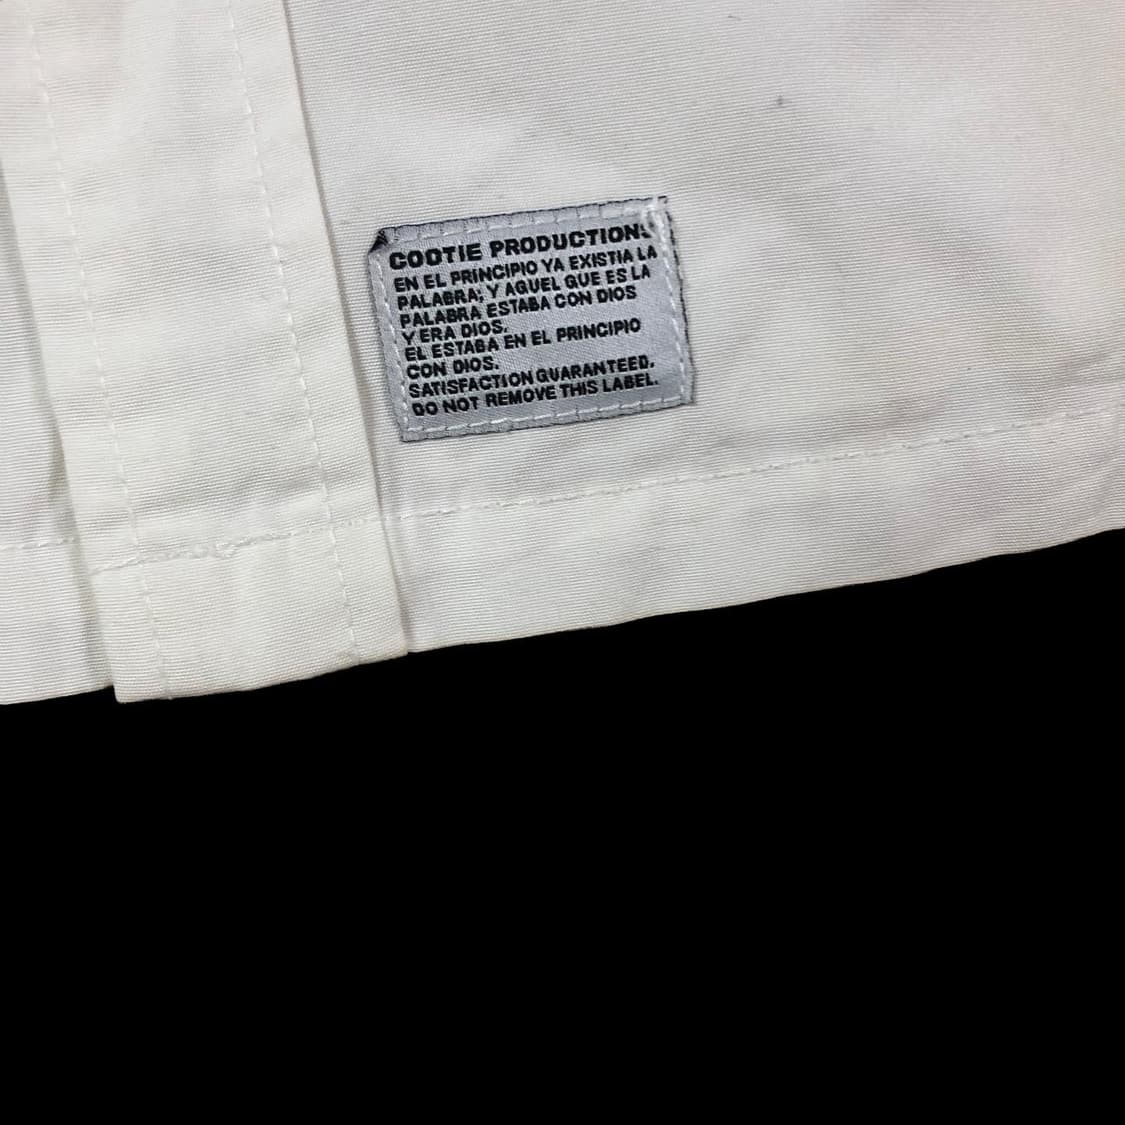 COOTIE PRODUCTIONS
EN EL PRINCIPIO YA EXISTIA LA
PALABRA; Y AQUEL QUE ES LA
PALABRA ESTABA CON DIOS
Y ERA DIOS.
EL ESTABA EN EL PRINCIPIO
CON DIOS.
SATISFACTION GUARANTEED.
DO NOT REMOVE THIS LABEL.